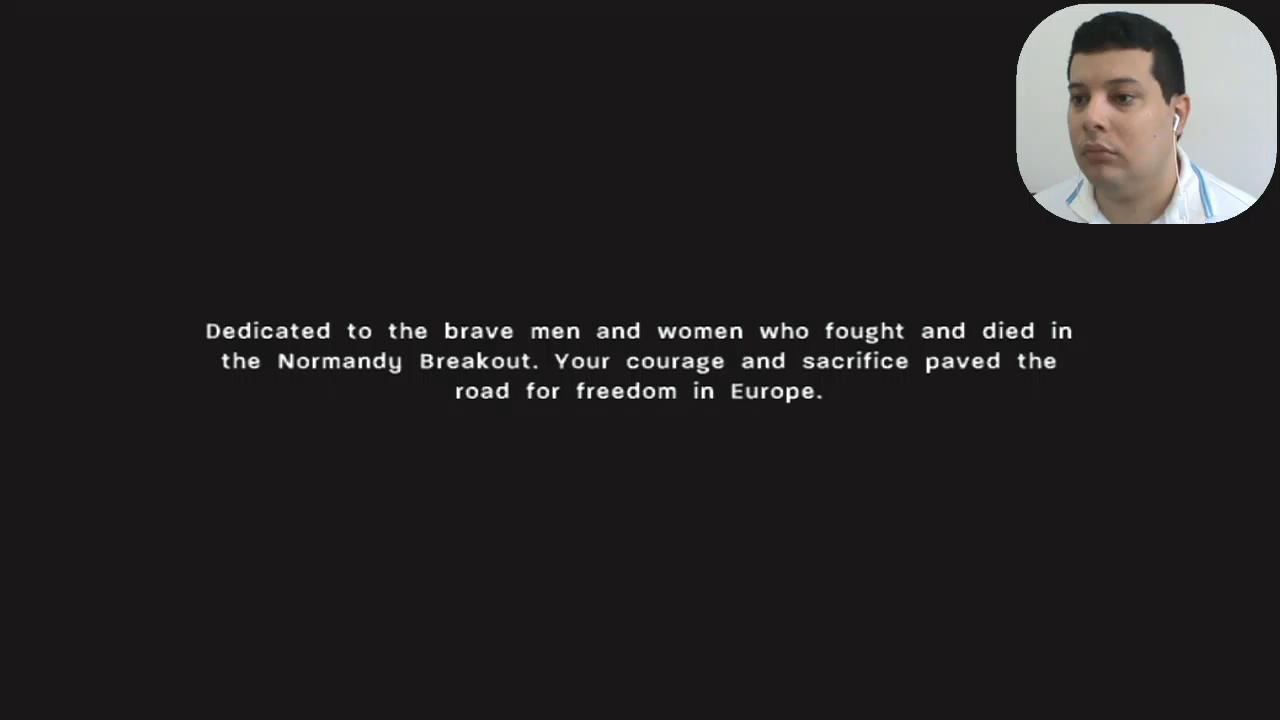 Dedicated to the brave men and women who fought and died in
the Normandy Breakout. Your courage and sacrifice paved the
road for freedom in Europe.